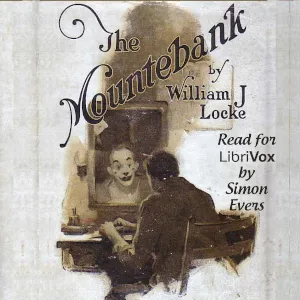 The
Mountebank
by
William J
Locke
Read for
LibriVox
by
Simon
Evers